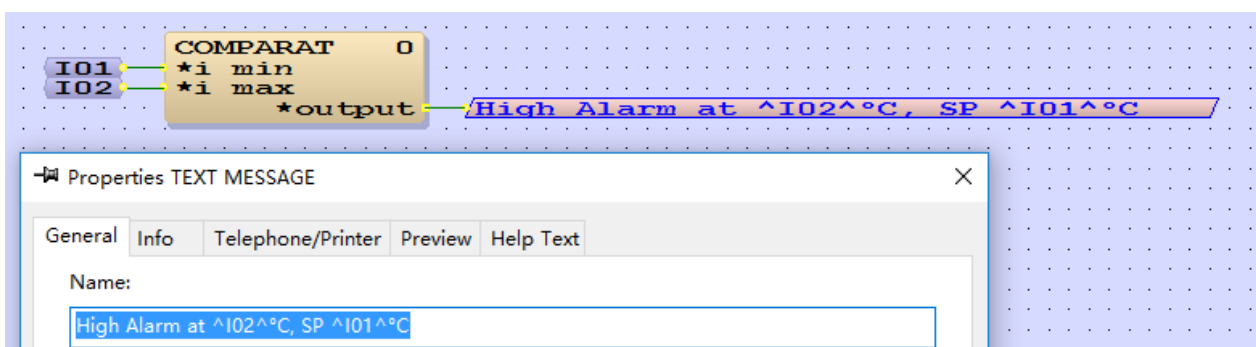 COMPARAT 0
I01 *i min
I02 *i max
*output High Alarm at ^I02^°C, SP ^I01^°C
Properties TEXT MESSAGE
General Info Telephone/Printer Preview Help Text
Name:
High Alarm at ^I02^°C, SP ^I01^°C